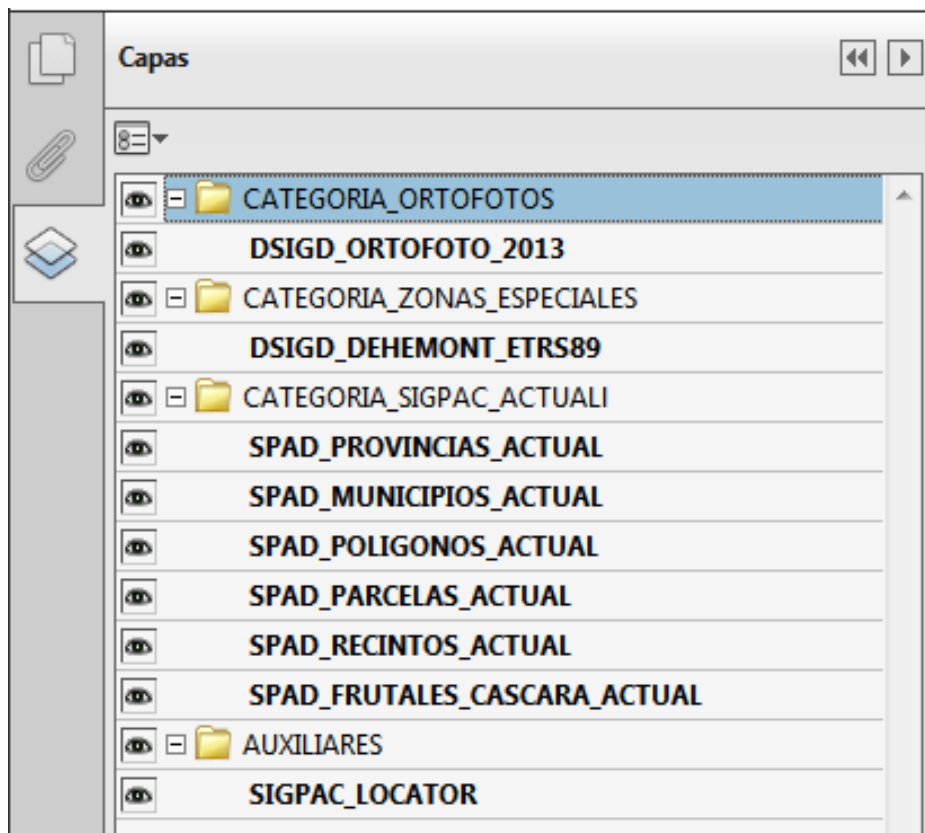 Capas
CATEGORIA_ORTOFOTOS
DSIGD_ORTOFOTO_2013
CATEGORIA_ZONAS_ESPECIALES
DSIGD_DEHEMONT_ETRS89
CATEGORIA_SIGPAC_ACTUALI
SPAD_PROVINCIAS_ACTUAL
SPAD_MUNICIPIOS_ACTUAL
SPAD_POLIGONOS_ACTUAL
SPAD_PARCELAS_ACTUAL
SPAD_RECINTOS_ACTUAL
SPAD_FRUTALES_CASCARA_ACTUAL
AUXILIARES
SIGPAC_LOCATOR